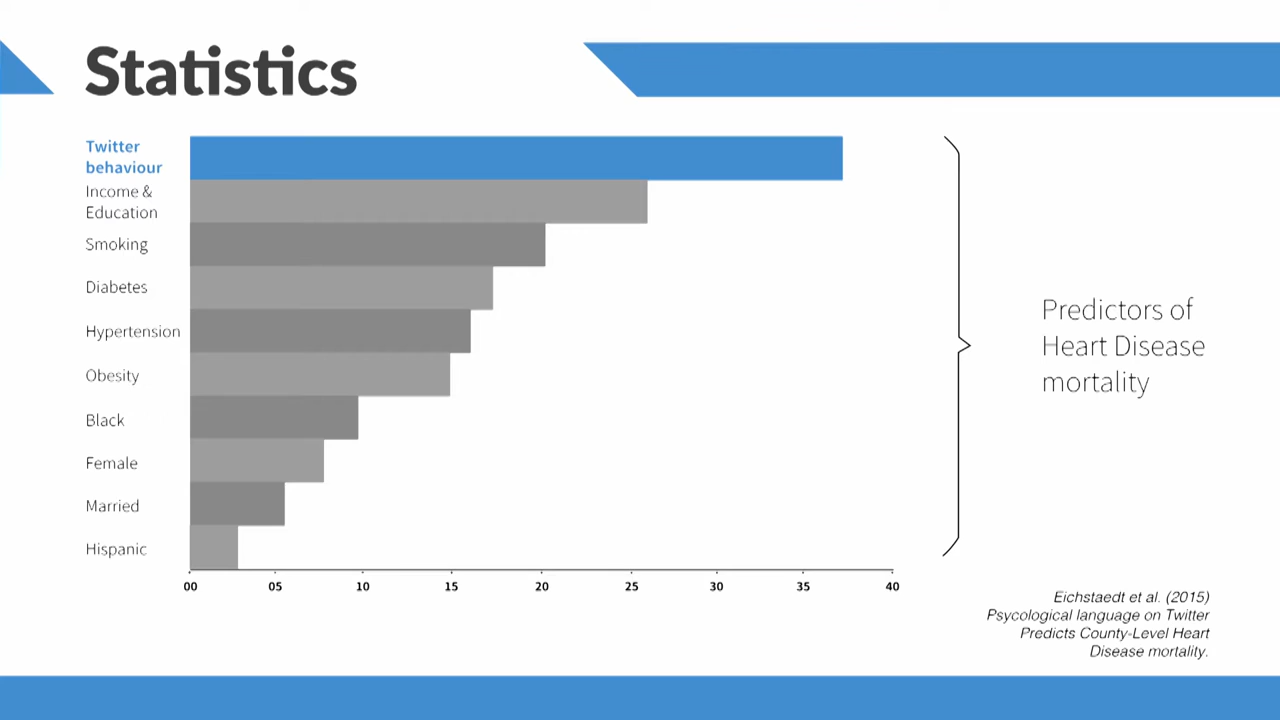 Statistics
Twitter
behaviour
Income &
Education
Smoking
Diabetes
Hypertension
Obesity
Black
Female
Married
Hispanic
00 05 10 15 20 25 30 35 40
Predictors of
Heart Disease
mortality
Eichstaedt et al. (2015)
Psycological language on Twitter
Predicts County-Level Heart
Disease mortality.